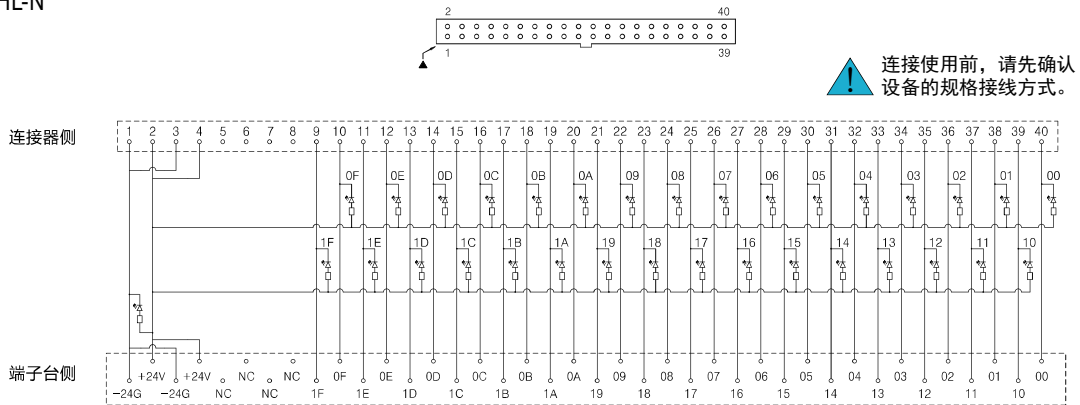 HL-N
2 40
1 39
连接使用前，请先确认
设备的规格接线方式。
连接器侧 1 2 3 4 5 6 7 8 9 10 11 12 13 14 15 16 17 18 19 20 21 22 23 24 25 26 27 28 29 30 31 32 33 34 35 36 37 38 39 40
0F 0E 0D 0C 0B 0A 09 08 07 06 05 04 03 02 01 00
1F 1E 1D 1C 1B 1A 19 18 17 16 15 14 13 12 11 10
端子台侧 +24V +24V NC NC 0F 0E 0D 0C 0B 0A 09 08 07 06 05 04 03 02 01 00
-24G -24G NC NC 1F 1E 1D 1C 1B 1A 19 18 17 16 15 14 13 12 11 10